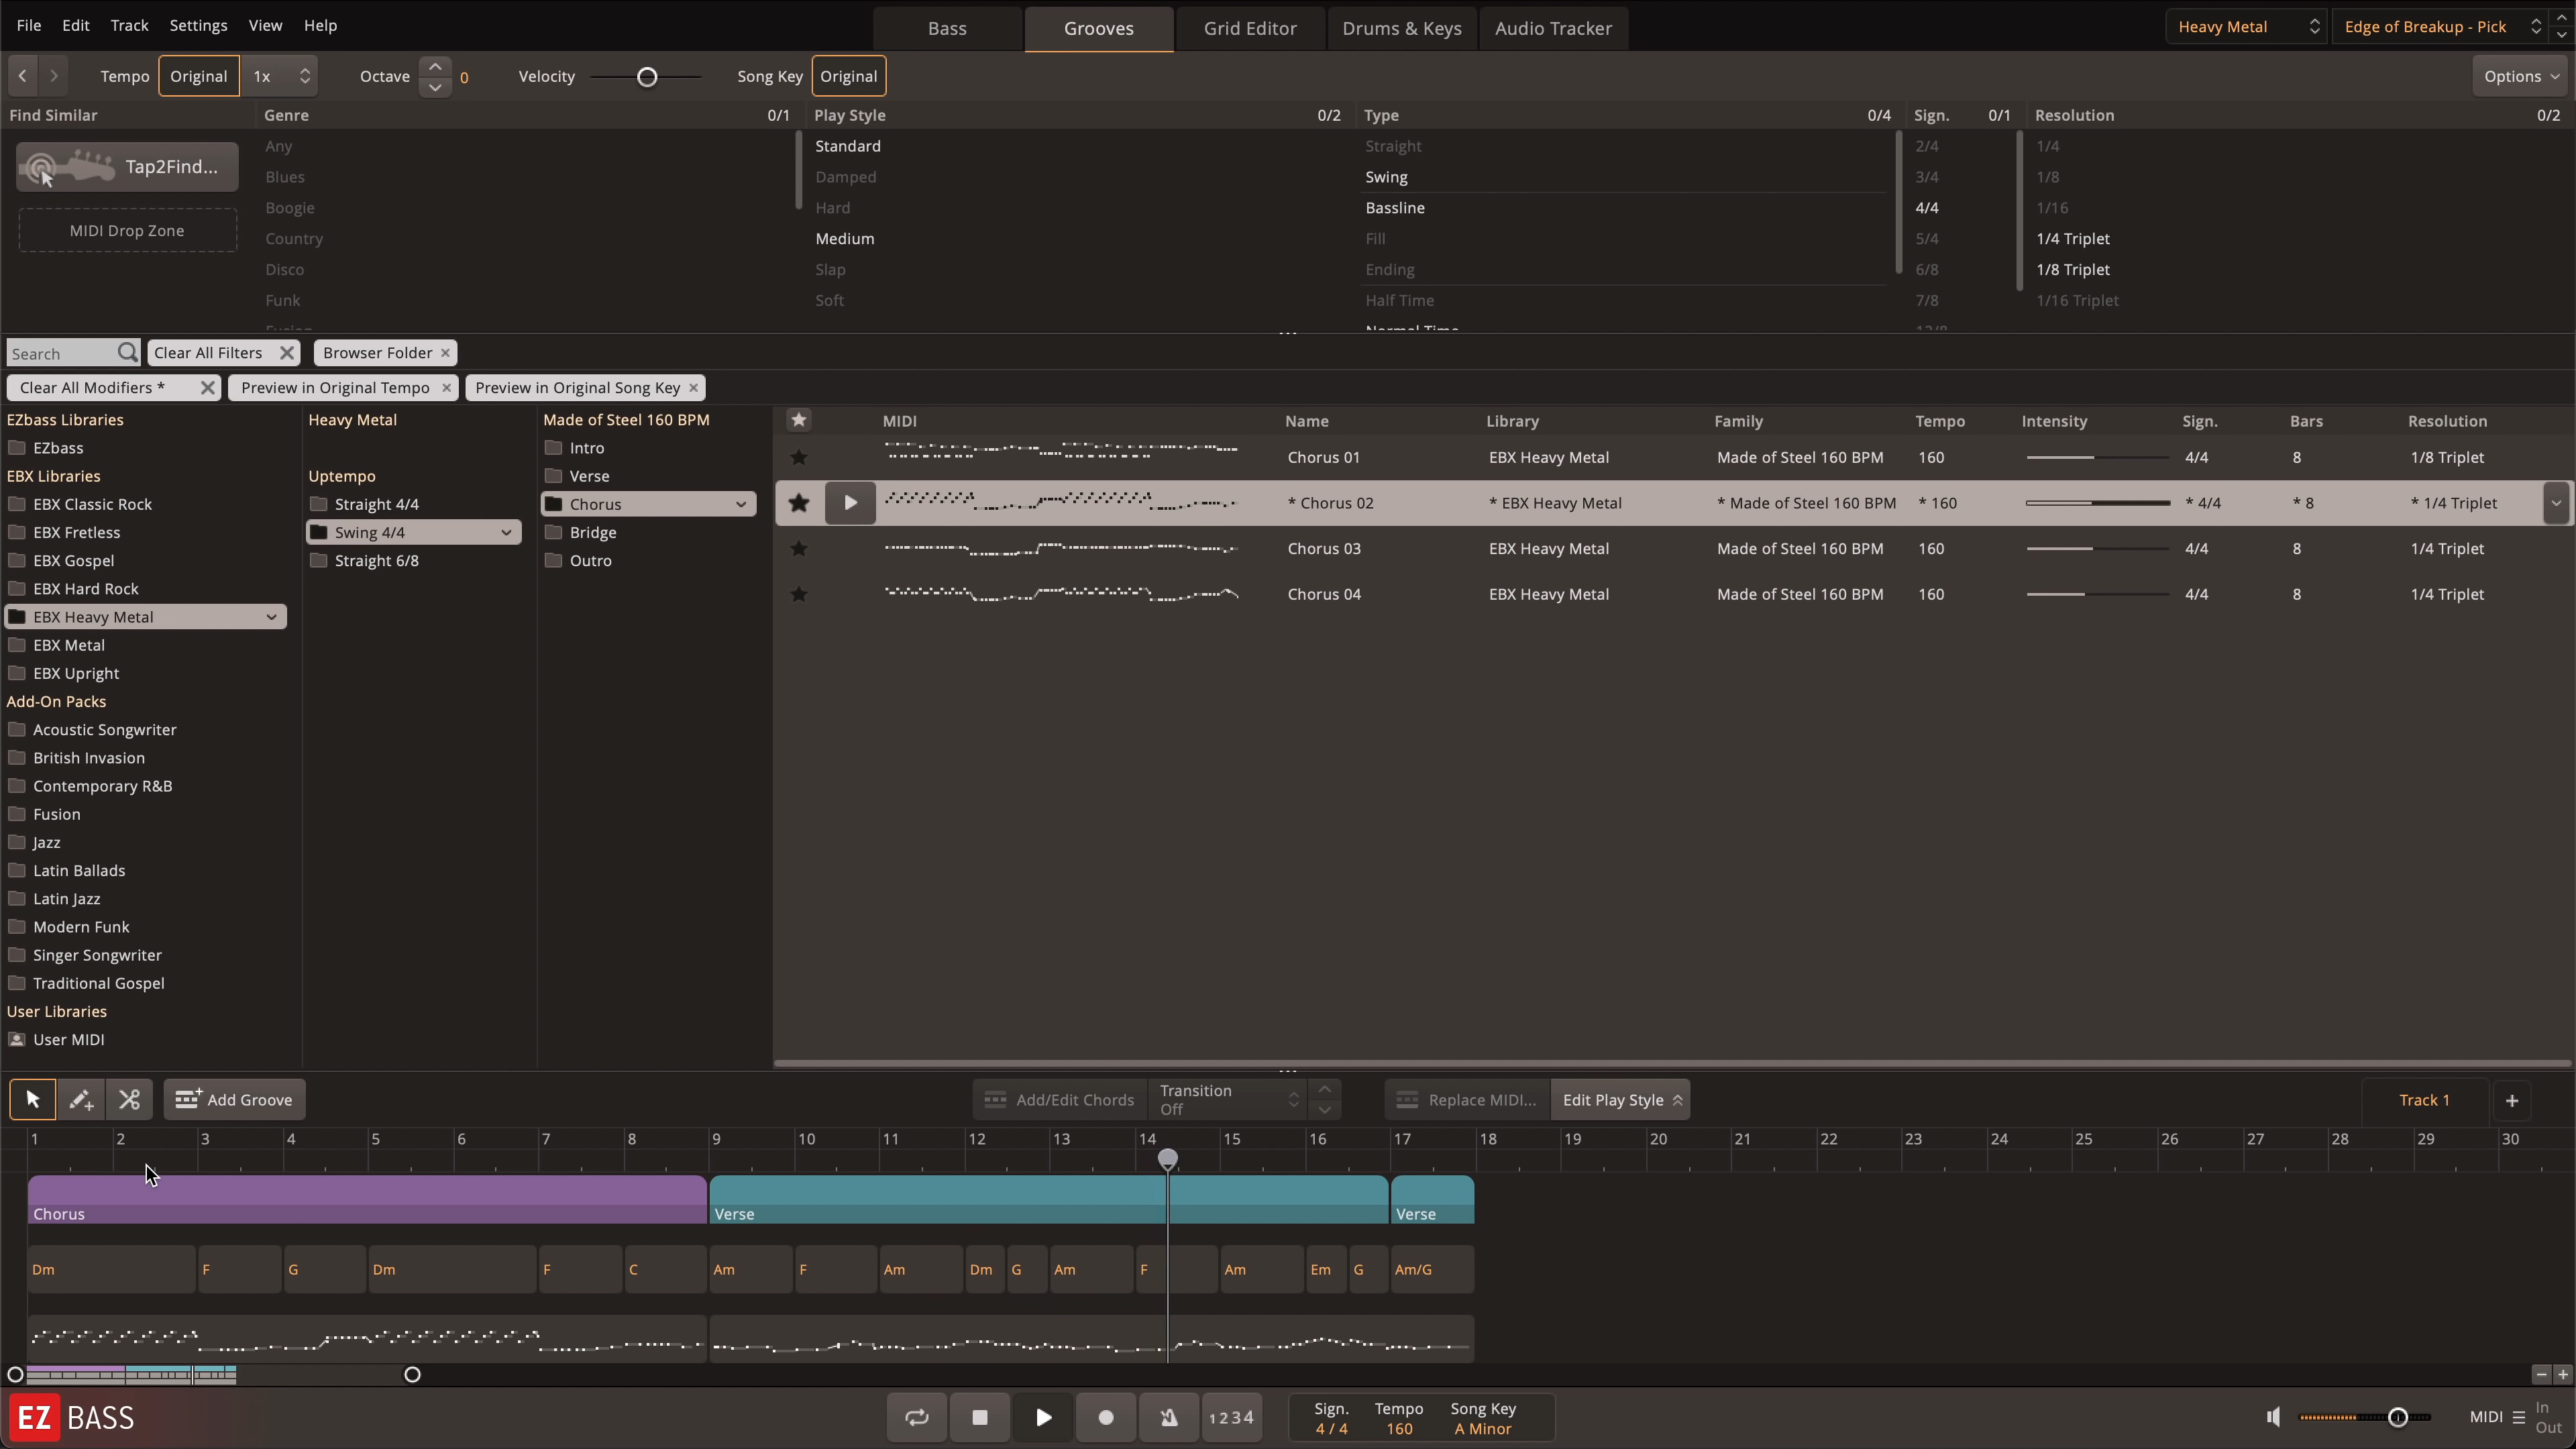 File Edit Track Settings View Help
Bass Grooves Grid Editor Drums & Keys Audio Tracker
Heavy Metal Edge of Breakup - Pick
Tempo Original 1x Octave 0 Velocity Song Key Original Options
Find Similar Genre 0/1 Play Style 0/2 Type 0/4 Sign. 0/1 Resolution 0/2
Tap2Find...
MIDI Drop Zone
Any
Blues
Boogie
Country
Disco
Funk
Fusion
Standard
Damped
Hard
Medium
Slap
Soft
Straight
Swing
Bassline
Fill
Ending
Half Time
Normal Time
2/4
3/4
4/4
5/4
6/8
7/8
12/8
1/4
1/8
1/16
1/4 Triplet
1/8 Triplet
1/16 Triplet
Search Clear All Filters Browser Folder
Clear All Modifiers * Preview in Original Tempo Preview in Original Song Key
EZbass Libraries
EZbass
EBX Libraries
EBX Classic Rock
EBX Fretless
EBX Gospel
EBX Hard Rock
EBX Heavy Metal
EBX Metal
EBX Upright
Add-On Packs
Acoustic Songwriter
British Invasion
Contemporary R&B
Fusion
Jazz
Latin Ballads
Latin Jazz
Modern Funk
Singer Songwriter
Traditional Gospel
User Libraries
User MIDI
Heavy Metal
Uptempo
Straight 4/4
Swing 4/4
Straight 6/8
Made of Steel 160 BPM
Intro
Verse
Chorus
Bridge
Outro
MIDI Name Library Family Tempo Intensity Sign. Bars Resolution
Chorus 01 EBX Heavy Metal Made of Steel 160 BPM 160 4/4 8 1/8 Triplet
* Chorus 02 * EBX Heavy Metal * Made of Steel 160 BPM * 160 * 4/4 * 8 * 1/4 Triplet
Chorus 03 EBX Heavy Metal Made of Steel 160 BPM 160 4/4 8 1/4 Triplet
Chorus 04 EBX Heavy Metal Made of Steel 160 BPM 160 4/4 8 1/4 Triplet
Add Groove Add/Edit Chords Transition Off Replace MIDI... Edit Play Style Track 1 +
1 2 3 4 5 6 7 8 9 10 11 12 13 14 15 16 17 18 19 20 21 22 23 24 25 26 27 28 29 30
Chorus Verse Verse
Dm F G Dm F C Am F Am Dm G Am F Am Em G Am/G
EZ BASS
1 2 3 4
Sign. Tempo Song Key
4 / 4 160 A Minor
MIDI In
Out